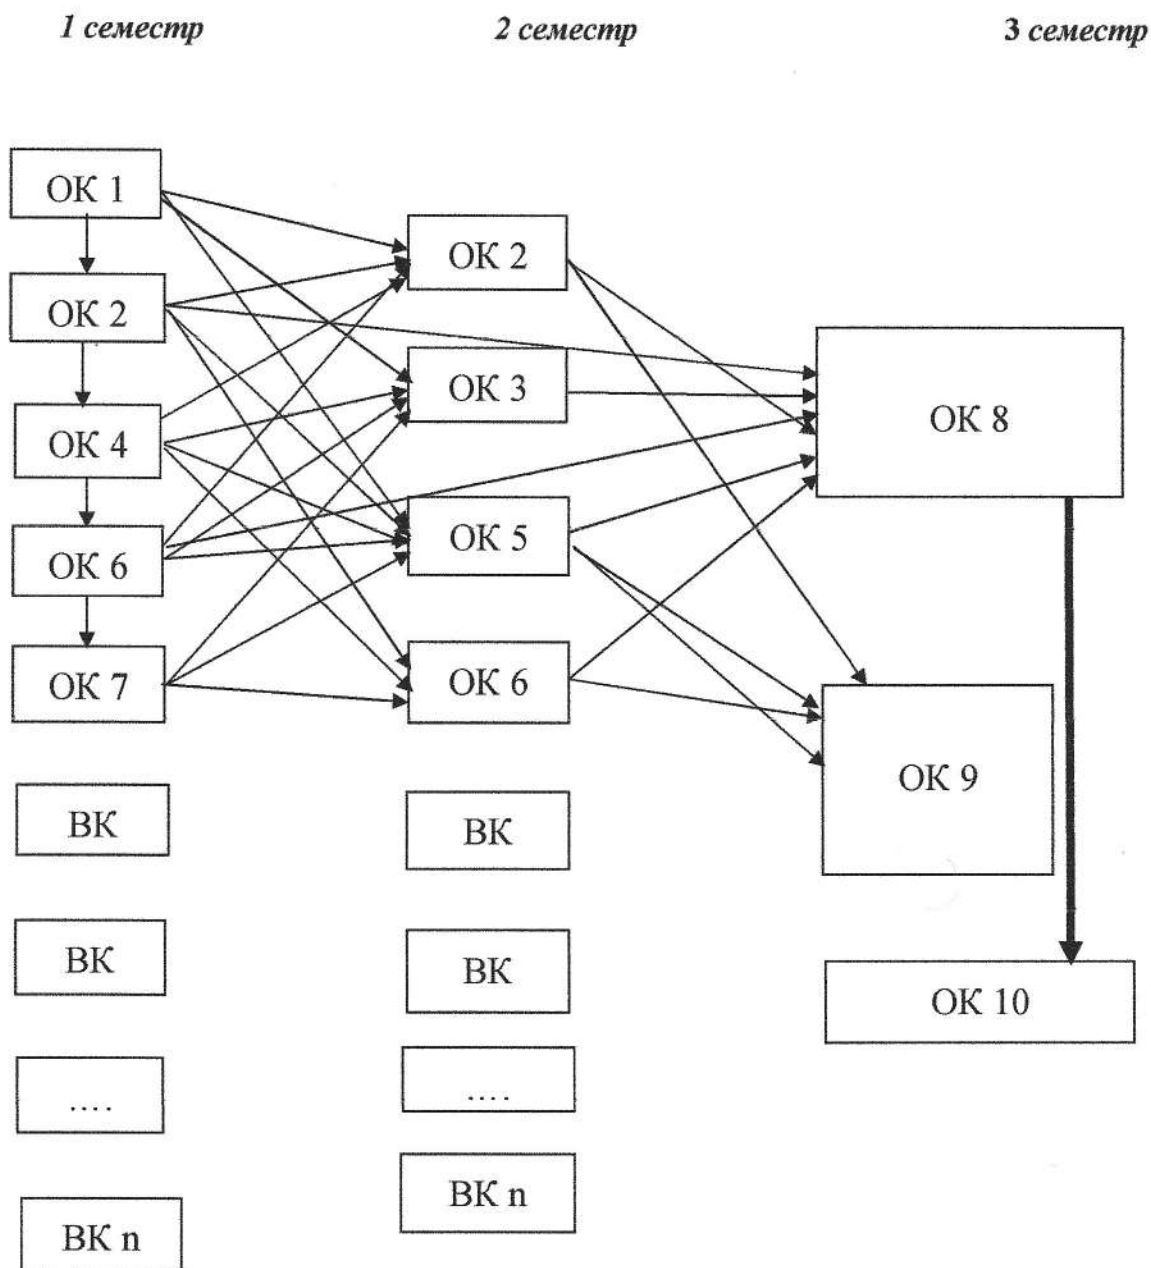 1 семестр
2 семестр
3 семестр
ОК 1
ОК 2
ОК 4
ОК 6
ОК 7
ВК
ВК
....
ВК n
ОК 2
ОК 3
ОК 5
ОК 6
ВК
ВК
....
ВК n
ОК 8
ОК 9
ОК 10